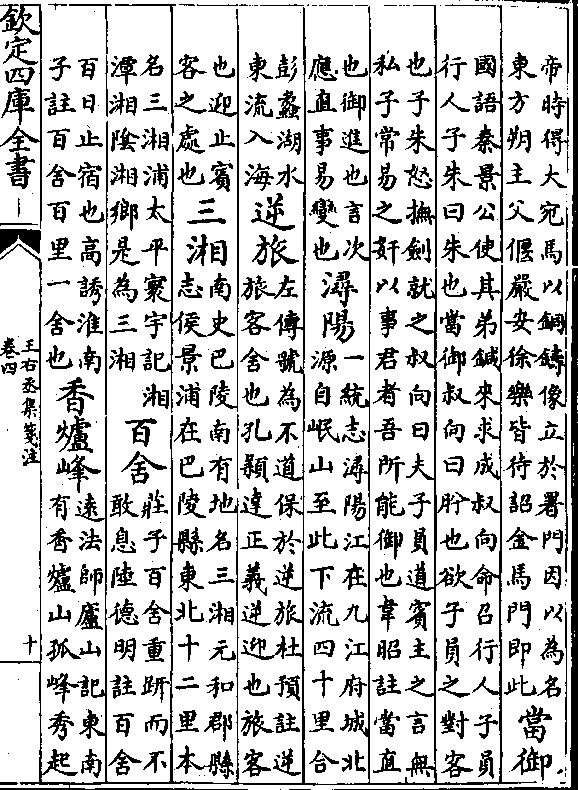 帝時得大宛馬以銅鑄像立於署門因以為名
東方朔主父偃嚴安徐樂皆待詔金馬門即此
當御
國語秦景公使其弟鍼來求成叔向命召行人子員
行人子朱曰朱也當御叔向曰肸也欲子員之對客
也子朱怒撫劍就之叔向曰夫子員道賓主之言無
私子常易之姦以事君者吾所能御也韋昭註當直
也御進也言次
應直事易變也
潯陽
一統志潯陽江在九江府城北
源自岷山至此下流四十里合
彭蠡湖水
東流入海
逆旅
左傳虢為不道保於逆旅杜預註逆
旅客舍也孔穎達正義逆迎也旅客
也迎止賓
客之處也
三湘
南史巴陵南有地名三湘元和郡縣
志侯景浦在巴陵縣東北十二里本
名三湘浦太平寰宇記湘
潭湘陰湘鄉是為三湘
百舍
莊子百舍重趼而不
敢息陸德明註百舍
百日止宿也高誘淮南
子註百舍百里一舍也
香爐峰
遠法師廬山記東南
有香爐山孤峰秀起
欽定四庫全書
王右丞集箋注
卷四
十